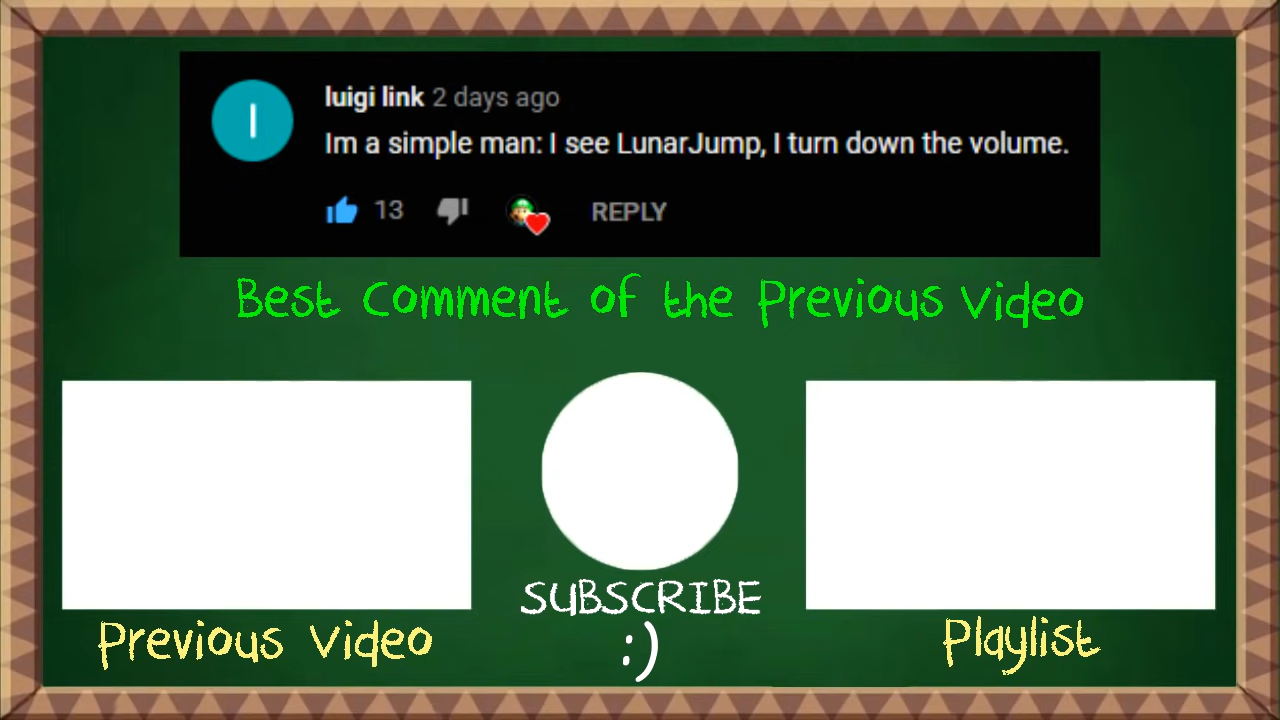 l
luigi link 2 days ago
Im a simple man: I see LunarJump, I turn down the volume.
13 REPLY
Best Comment of the Previous Video
SUBSCRIBE
:)
Previous Video
Playlist